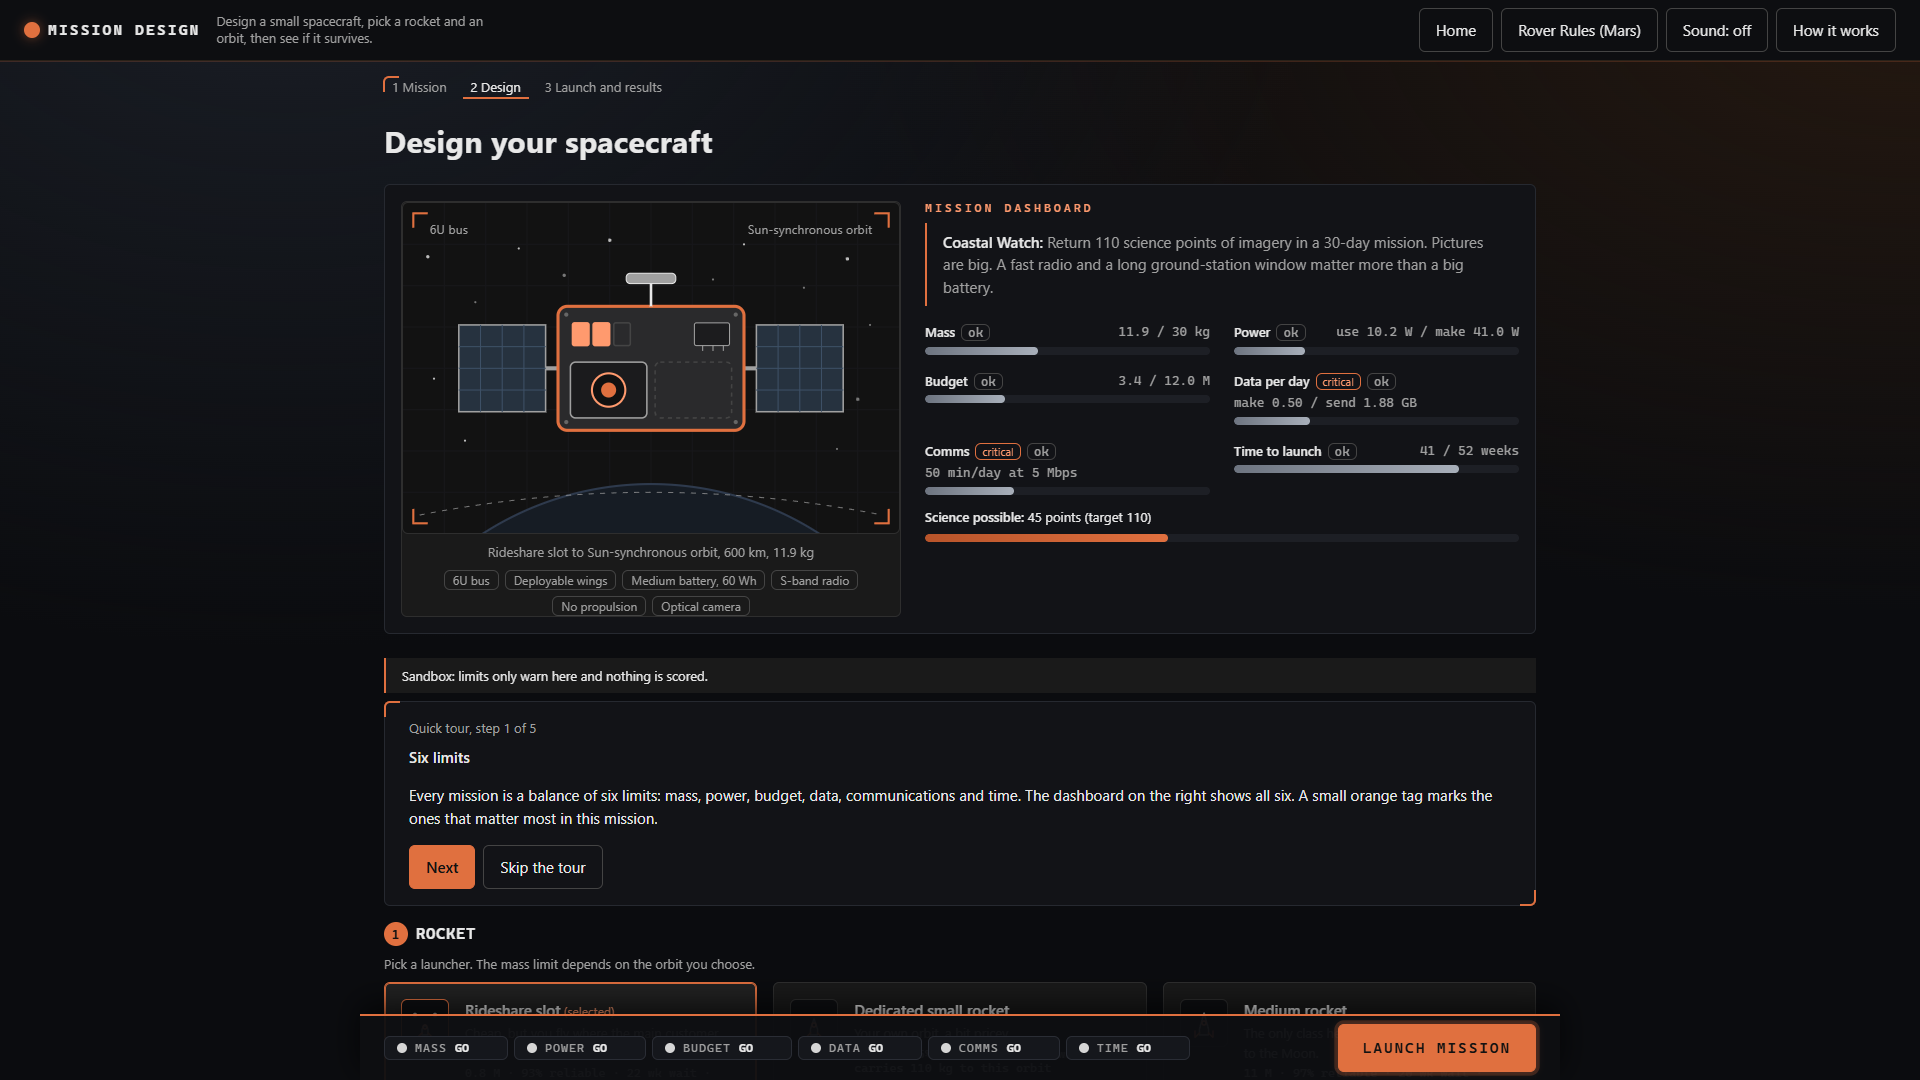 MISSION DESIGN
Design a small spacecraft, pick a rocket and an
orbit, then see if it survives.
Home
Rover Rules (Mars)
Sound: off
How it works
1 Mission
2 Design
3 Launch and results
Design your spacecraft
6U bus
Sun-synchronous orbit
Rideshare slot to Sun-synchronous orbit, 600 km, 11.9 kg
6U bus
Deployable wings
Medium battery, 60 Wh
S-band radio
No propulsion
Optical camera
MISSION DASHBOARD
Coastal Watch: Return 110 science points of imagery in a 30-day mission. Pictures
are big. A fast radio and a long ground-station window matter more than a big
battery.
Mass ok 11.9 / 30 kg
Power ok use 10.2 W / make 41.0 W
Budget ok 3.4 / 12.0 M
Data per day critical ok
make 0.50 / send 1.88 GB
Comms critical ok
50 min/day at 5 Mbps
Time to launch ok 41 / 52 weeks
Science possible: 45 points (target 110)
Sandbox: limits only warn here and nothing is scored.
Quick tour, step 1 of 5
Six limits
Every mission is a balance of six limits: mass, power, budget, data, communications and time. The dashboard on the right shows all six. A small orange tag marks the
ones that matter most in this mission.
Next
Skip the tour
1 ROCKET
Pick a launcher. The mass limit depends on the orbit you choose.
Rideshare slot (selected)
Dedicated small rocket
Medium rocket
MASS GO
POWER GO
BUDGET GO
DATA GO
COMMS GO
TIME GO
LAUNCH MISSION